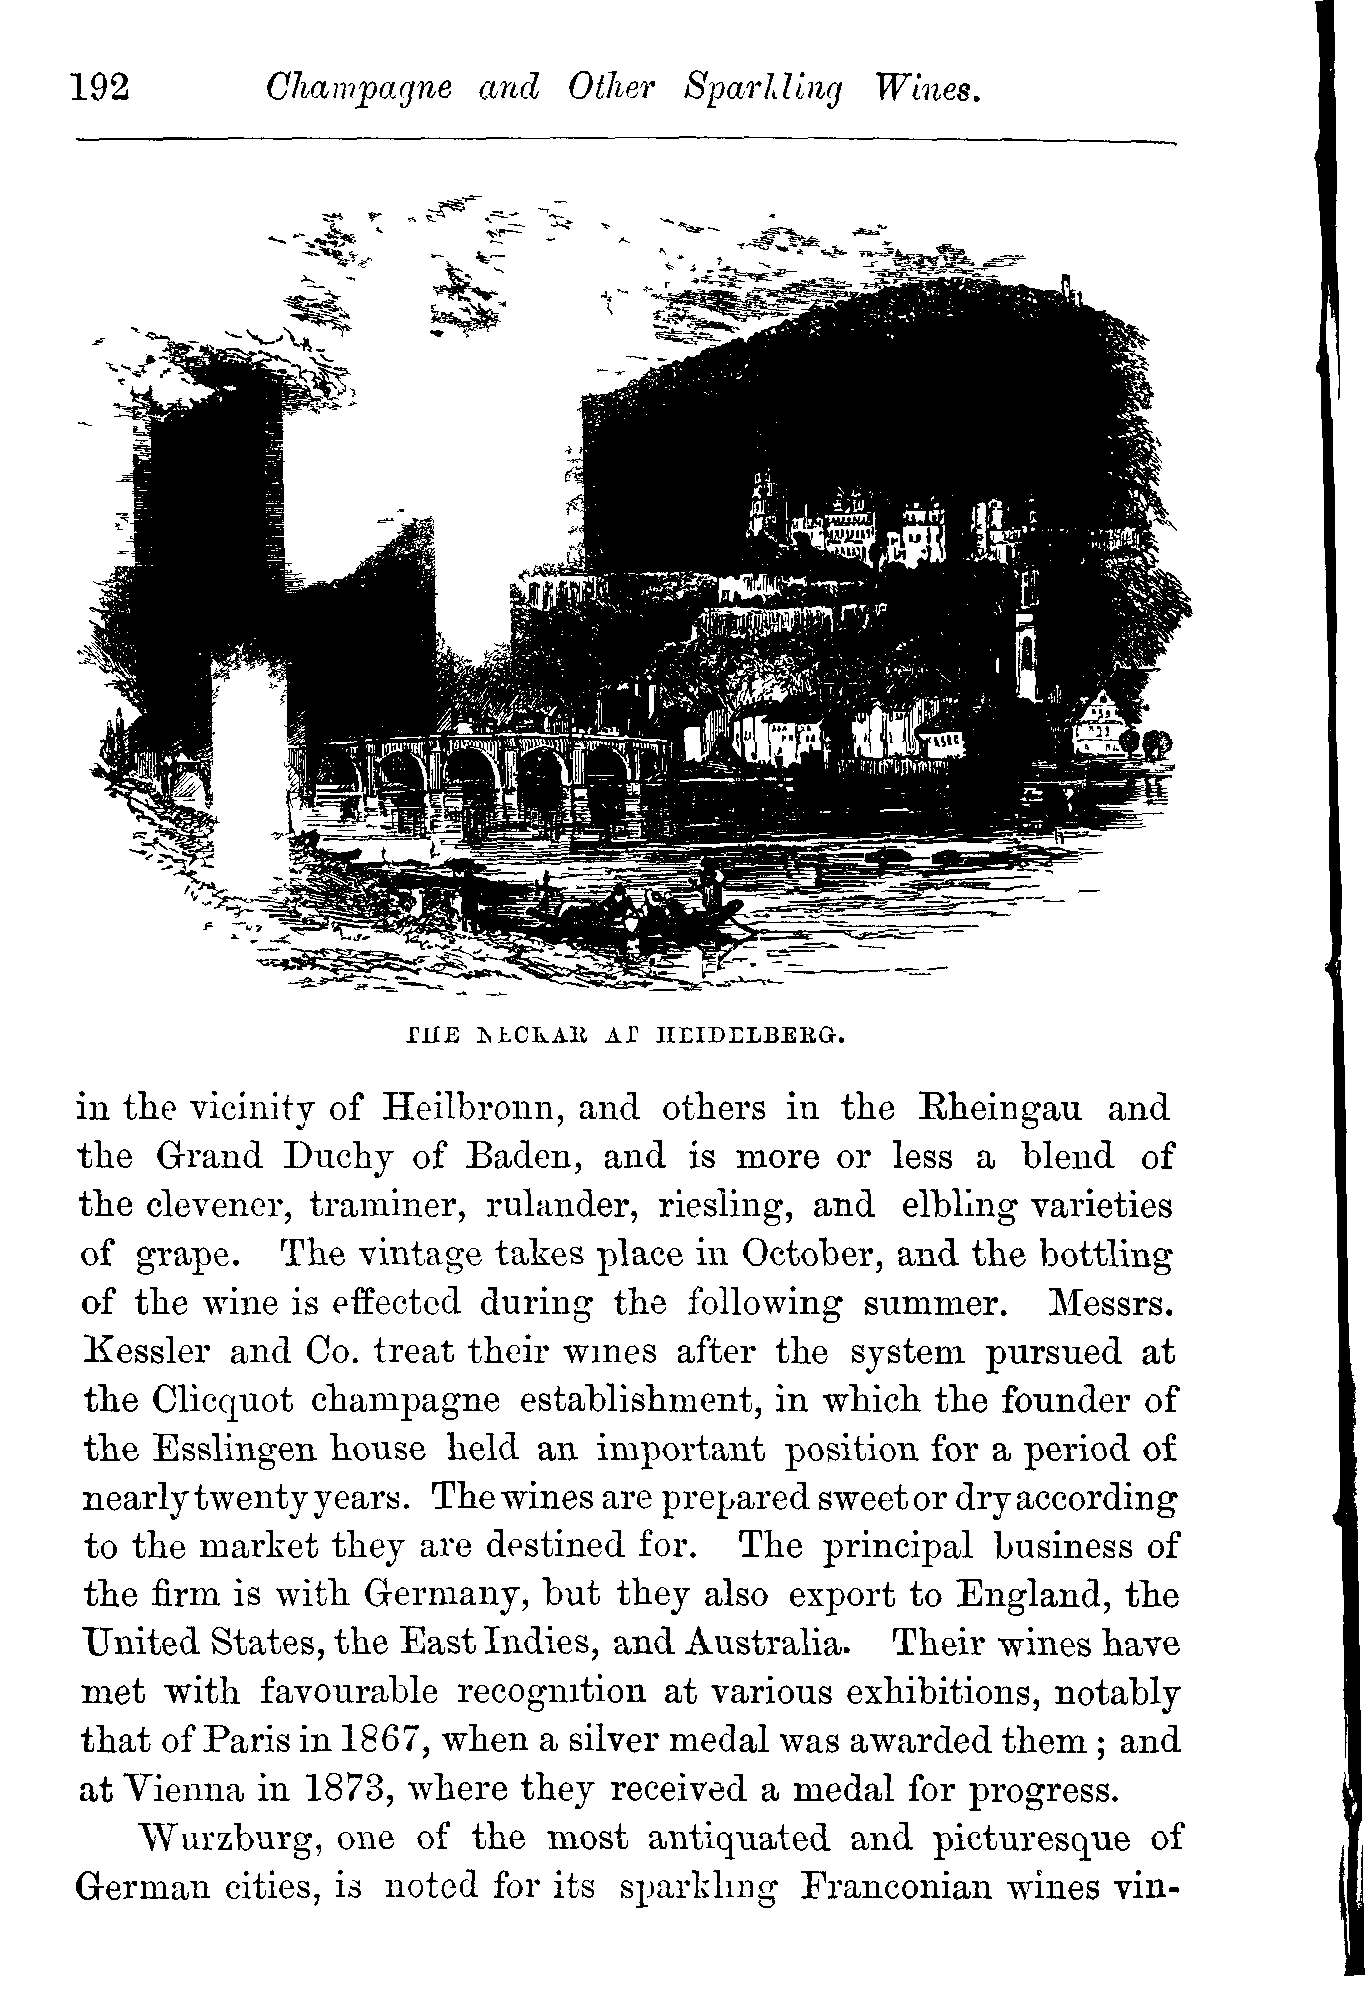 192 Champagne and Other Sparkling Wines.
THE NECKAR AT HEIDELBERG.
in the vicinity of Heilbronn, and others in the Rheingau and
the Grand Duchy of Baden, and is more or less a blend of
the clevener, traminer, rulander, riesling, and elbling varieties
of grape. The vintage takes place in October, and the bottling
of the wine is effected during the following summer. Messrs.
Kessler and Co. treat their wines after the system pursued at
the Clicquot champagne establishment, in which the founder of
the Esslingen house held an important position for a period of
nearly twenty years. The wines are prepared sweet or dry according
to the market they are destined for. The principal business of
the firm is with Germany, but they also export to England, the
United States, the East Indies, and Australia. Their wines have
met with favourable recognition at various exhibitions, notably
that of Paris in 1867, when a silver medal was awarded them; and
at Vienna in 1873, where they received a medal for progress.
Wurzburg, one of the most antiquated and picturesque of
German cities, is noted for its sparkling Franconian wines vin-